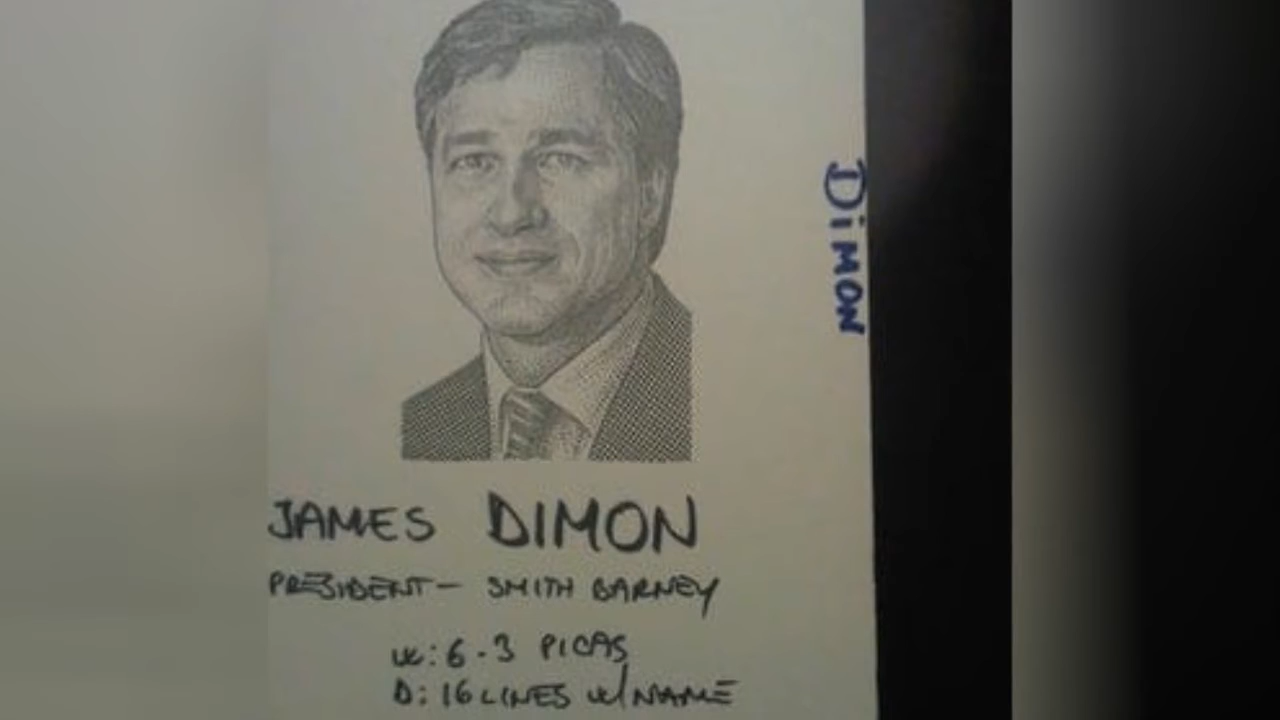 JAMES DIMON
PRESIDENT - SMITH BARNEY
W: 6-3 PICAS
D: 16 LINES W/NAME
DiMON